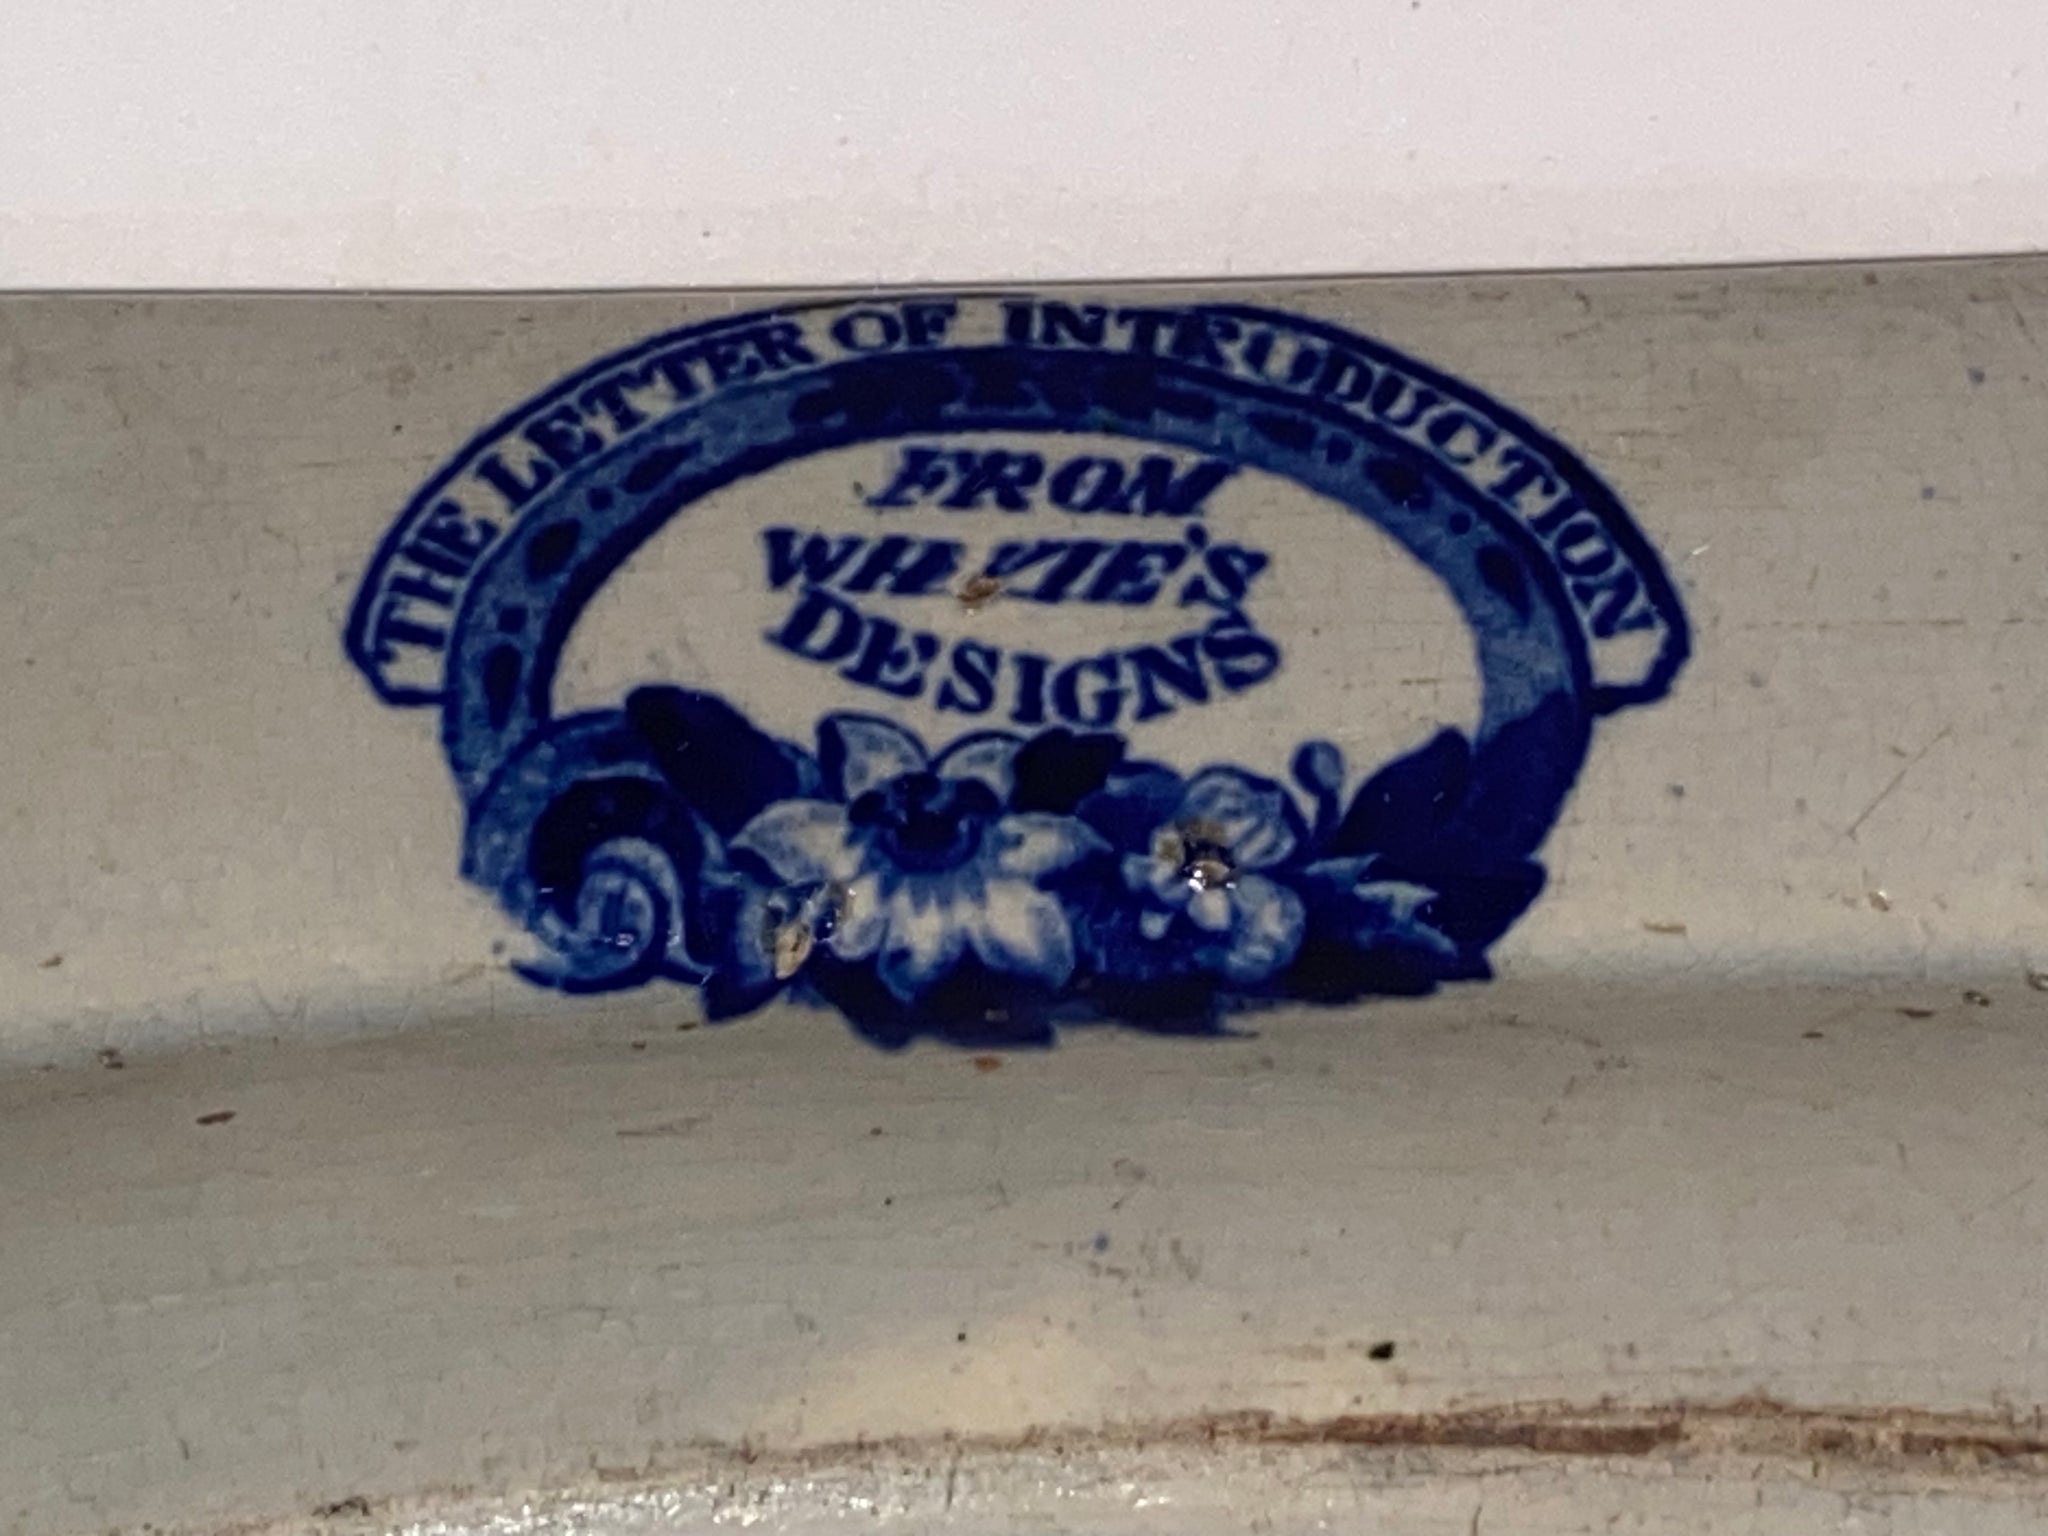 THE LETTER OF INTRODUCTION
FROM
WILKIE'S
DESIGNS